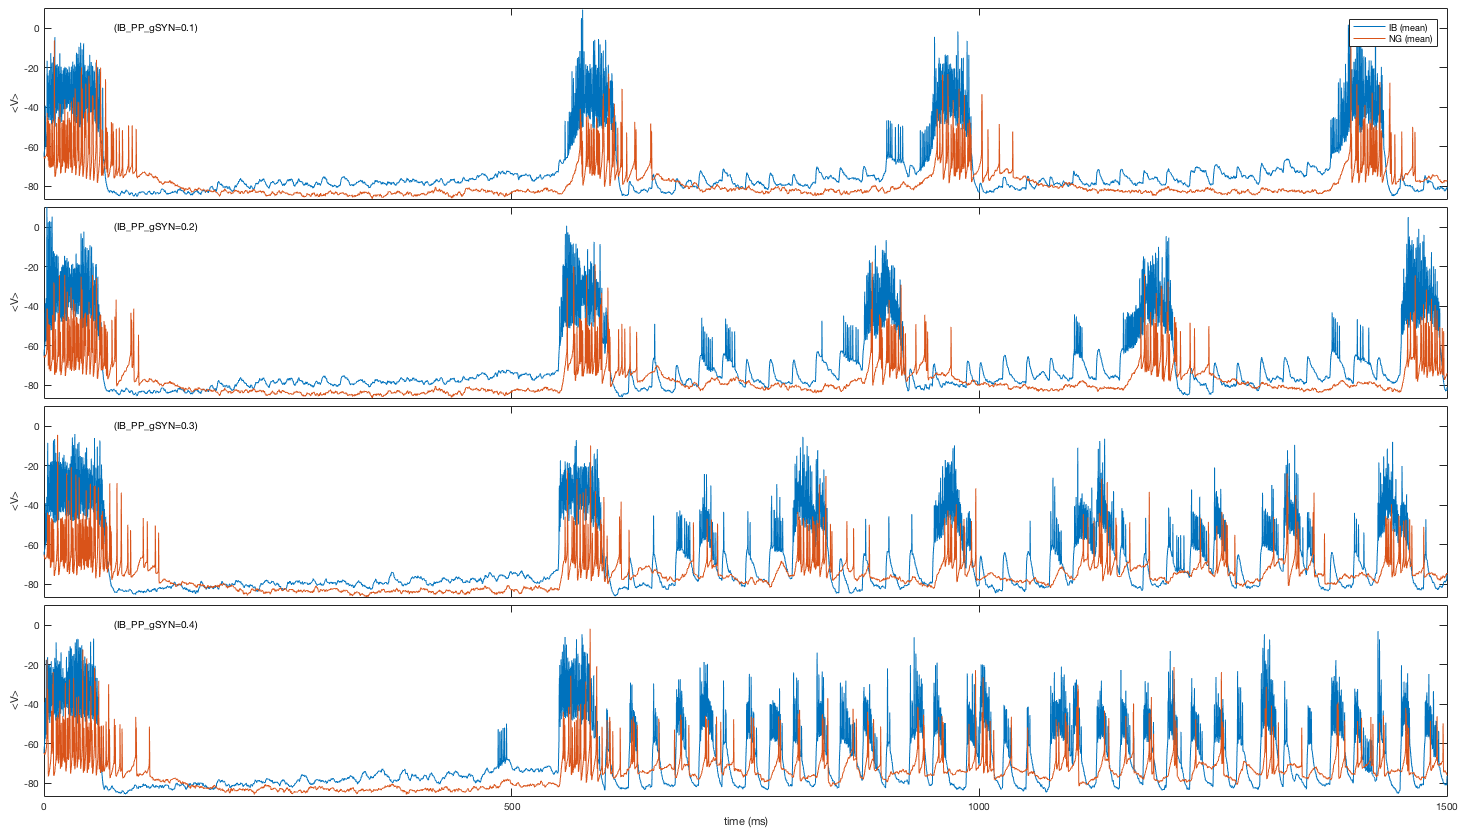 (IB_PP_gSYN=0.1)
IB (mean)
NG (mean)
0
-20
-40
-60
-80
<V>
(IB_PP_gSYN=0.2)
0
-20
-40
-60
-80
<V>
(IB_PP_gSYN=0.3)
0
-20
-40
-60
-80
<V>
(IB_PP_gSYN=0.4)
0
-20
-40
-60
-80
<V>
0 500 1000 1500
time (ms)